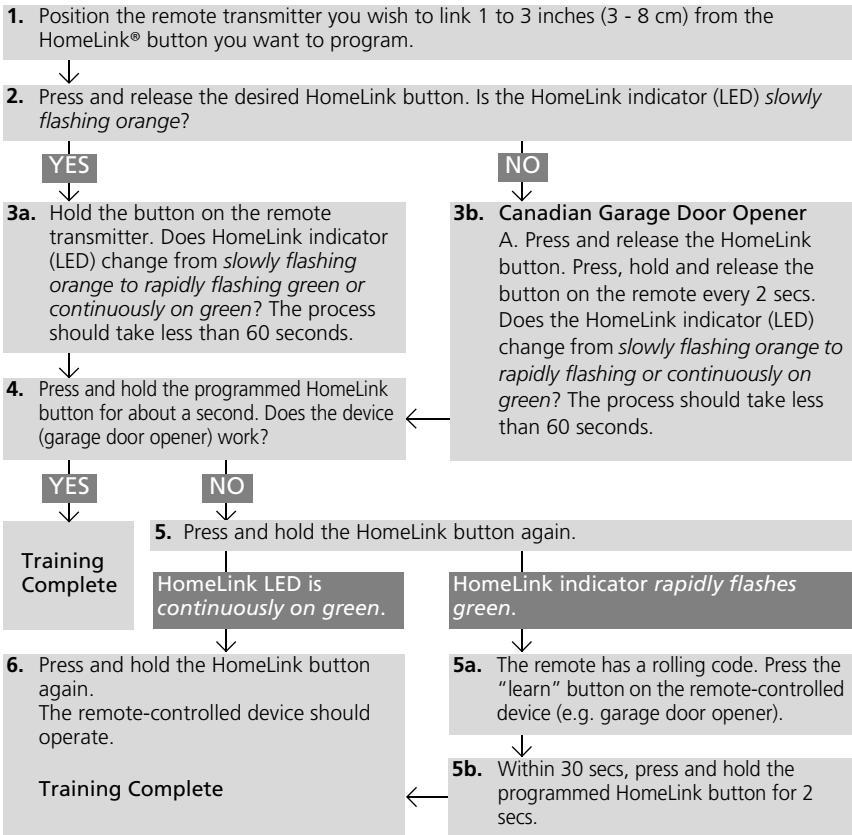 1. Position the remote transmitter you wish to link 1 to 3 inches (3 - 8 cm) from the
HomeLink® button you want to program.
2. Press and release the desired HomeLink button. Is the HomeLink indicator (LED) slowly
flashing orange?
YES
NO
3a. Hold the button on the remote
transmitter. Does HomeLink indicator
(LED) change from slowly flashing
orange to rapidly flashing green or
continuously on green? The process
should take less than 60 seconds.
3b. Canadian Garage Door Opener
A. Press and release the HomeLink
button. Press, hold and release the
button on the remote every 2 secs.
Does the HomeLink indicator (LED)
change from slowly flashing orange to
rapidly flashing or continuously on
green? The process should take less
than 60 seconds.
4. Press and hold the programmed HomeLink
button for about a second. Does the device
(garage door opener) work?
YES
NO
Training
Complete
5. Press and hold the HomeLink button again.
HomeLink LED is
continuously on green.
HomeLink indicator rapidly flashes
green.
5a. The remote has a rolling code. Press the
“learn” button on the remote-controlled
device (e.g. garage door opener).
5b. Within 30 secs, press and hold the
programmed HomeLink button for 2
secs.
6. Press and hold the HomeLink button
again.
The remote-controlled device should
operate.
Training Complete